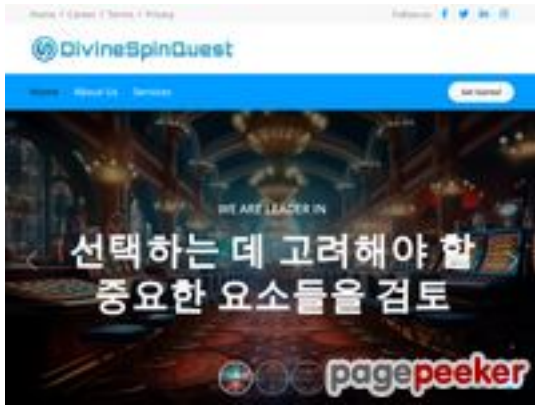 Home / Career / Terms / Privacy
Follow us
DivineSpinQuest
Home About Us Services
Get Started
WE ARE LEADER IN
선택하는 데 고려해야 할
중요한 요소들을 검토
pagepeeker